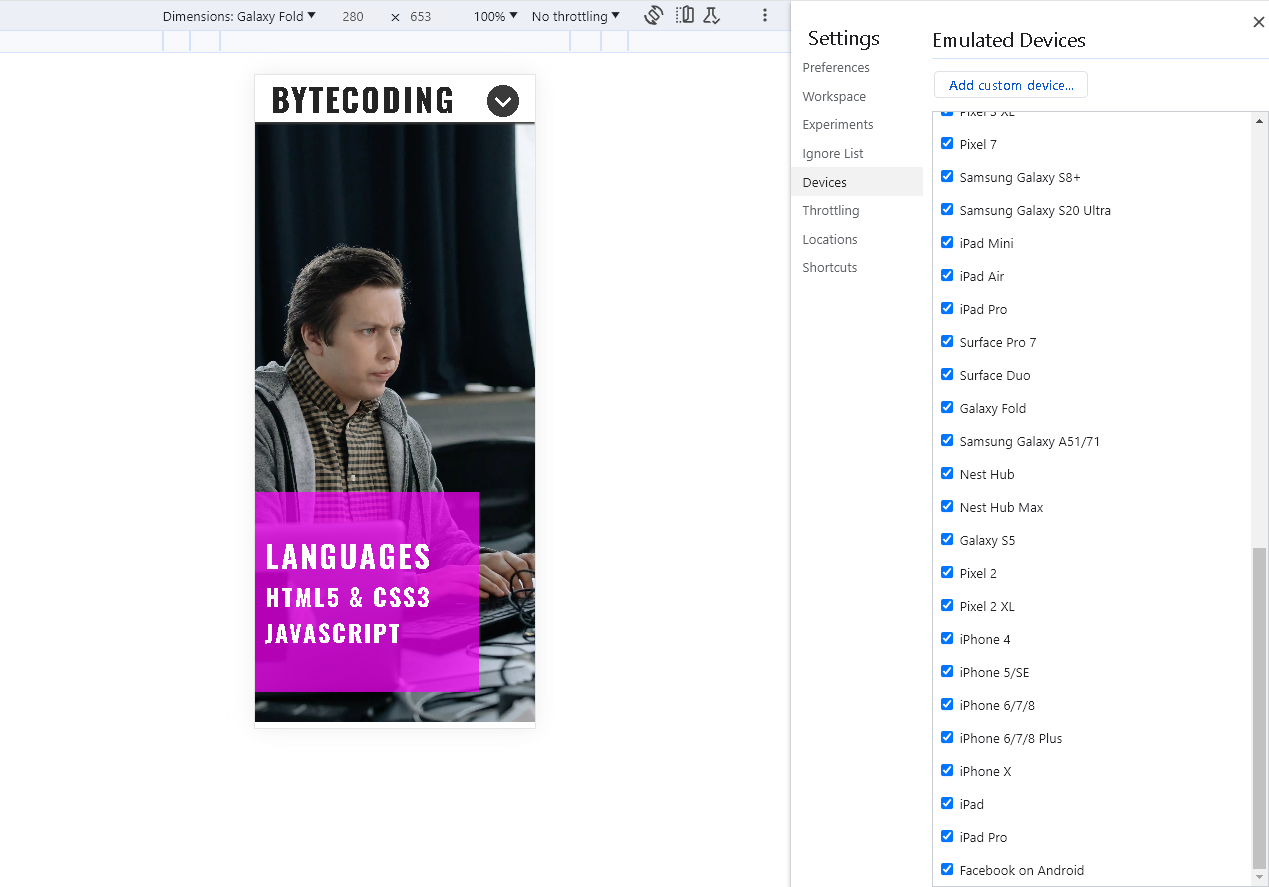 Dimensions: Galaxy Fold ▼ 280 × 653 100% ▼ No throttling ▼
BYTECODING
LANGUAGES
HTML5 & CSS3
JAVASCRIPT
Settings
Preferences
Workspace
Experiments
Ignore List
Devices
Throttling
Locations
Shortcuts
Emulated Devices
Add custom device...
Pixel 3 XL
Pixel 7
Samsung Galaxy S8+
Samsung Galaxy S20 Ultra
iPad Mini
iPad Air
iPad Pro
Surface Pro 7
Surface Duo
Galaxy Fold
Samsung Galaxy A51/71
Nest Hub
Nest Hub Max
Galaxy S5
Pixel 2
Pixel 2 XL
iPhone 4
iPhone 5/SE
iPhone 6/7/8
iPhone 6/7/8 Plus
iPhone X
iPad
iPad Pro
Facebook on Android